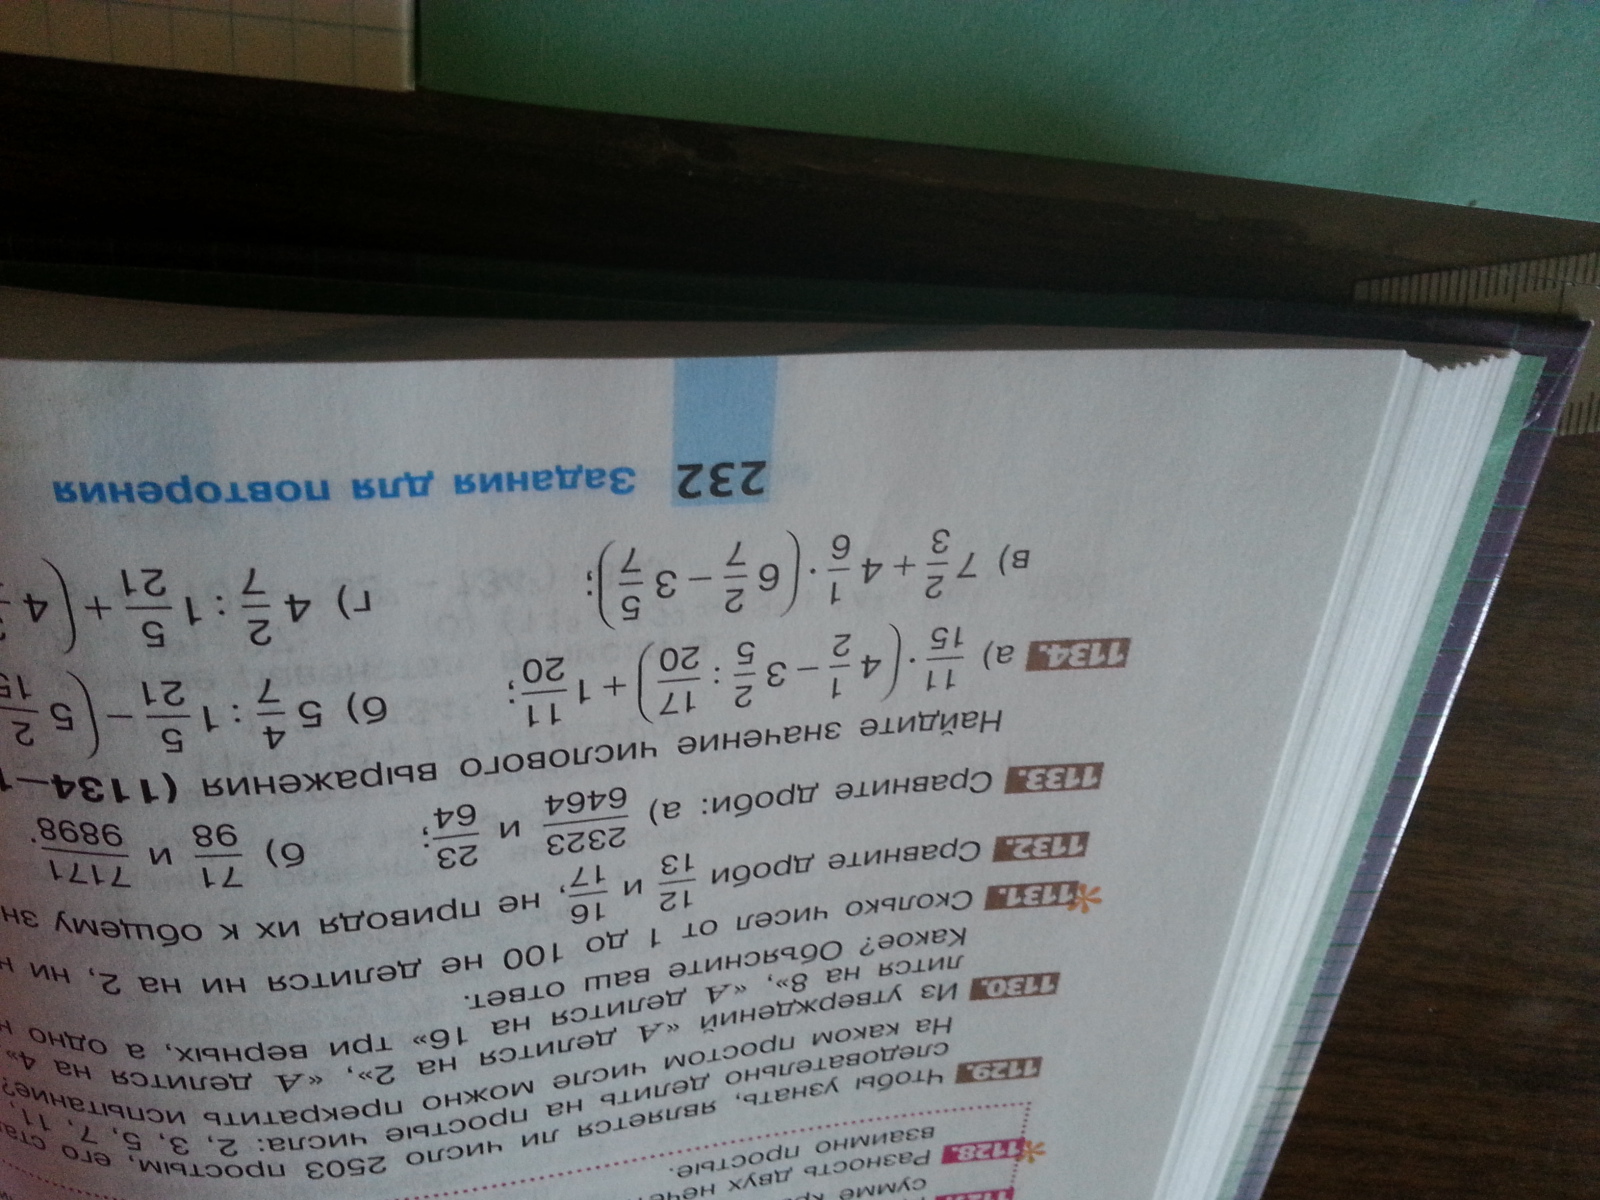 сумме
1128. Разность двух
взаимно простые.
1129. Чтобы узнать, является ли число 2503 простым, его
следовательно делить на простые числа: 2, 3, 5, 7, 11,
На каком простом числе можно прекратить испытание?
1130. Из утверждений «А делится на 2», «А делится на 4»
лится на 8», «А делится на 16» три верных, а одно
Какое? Объясните ваш ответ.
1131. Сколько чисел от 1 до 100 не делится ни на 2, ни
1132. Сравните дроби 12/13 и 16/17, не приводя их к общему
1133. Сравните дроби: а) 2323/6464 и 23/64; б) 71/98 и 7171/9898.
Найдите значение числового выражения (1134–
1134. а) 11/15 · (4 1/2 − 3 2/5 : 17/20) + 1 11/20; б) 5 4/7 : 1 5/21 − (5 2/15
в) 7 2/3 + 4 1/6 · (6 2/7 − 3 5/7); г) 4 2/7 : 1 5/21 + (4
232 Задания для повторения